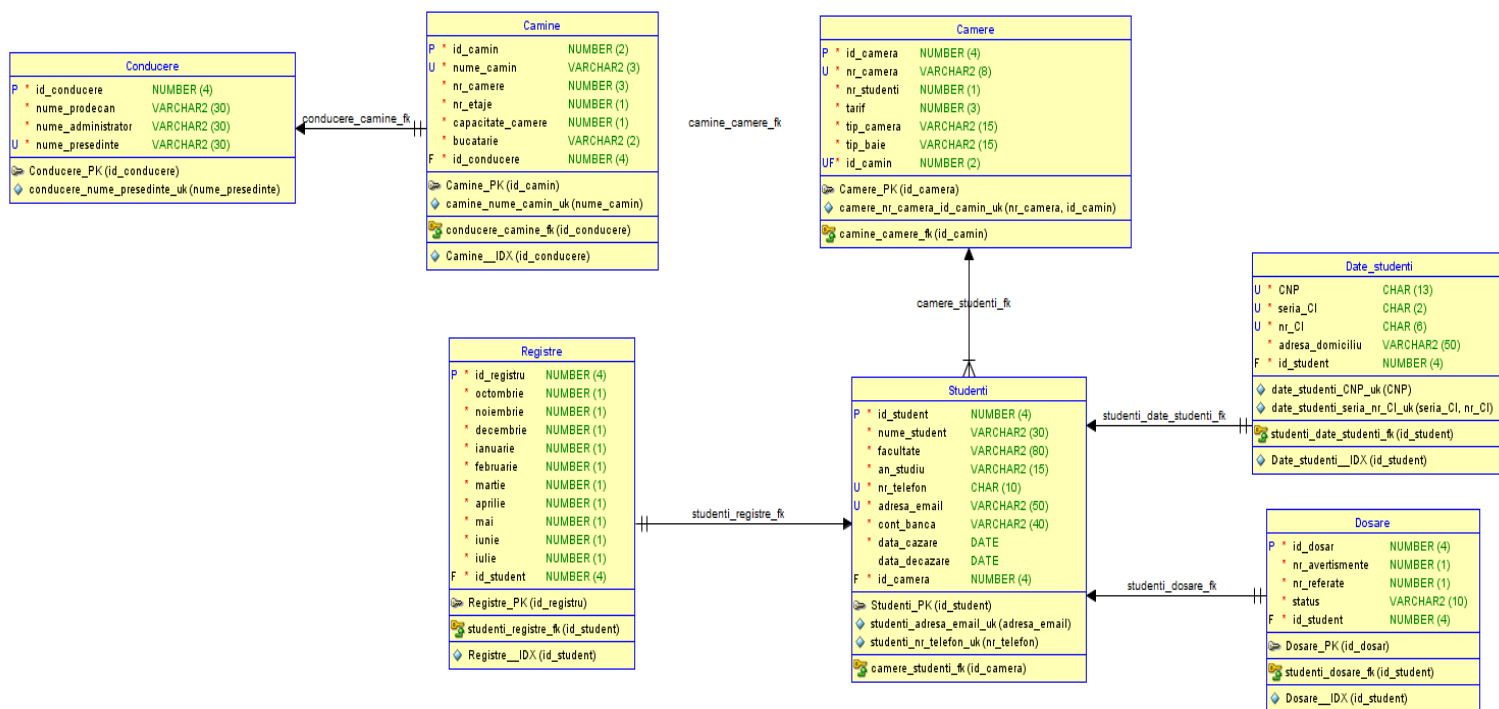 Conducere
P * id_conducere NUMBER (4)
* nume_prodecan VARCHAR2 (30)
* nume_administrator VARCHAR2 (30)
U * nume_presedinte VARCHAR2 (30)
Conducere_PK (id_conducere)
conducere_nume_presedinte_uk (nume_presedinte)
conducere_camine_fk
Camine
P * id_camin NUMBER (2)
U * nume_camin VARCHAR2 (3)
* nr_camere NUMBER (3)
* nr_etaje NUMBER (1)
* capacitate_camere NUMBER (1)
* bucatarie VARCHAR2 (2)
F * id_conducere NUMBER (4)
Camine_PK (id_camin)
camine_nume_camin_uk (nume_camin)
conducere_camine_fk (id_conducere)
Camine__IDX (id_conducere)
camine_camere_fk
Camere
P * id_camera NUMBER (4)
U * nr_camera VARCHAR2 (8)
* nr_studenti NUMBER (1)
* tarif NUMBER (3)
* tip_camera VARCHAR2 (15)
* tip_baie VARCHAR2 (15)
UF* id_camin NUMBER (2)
Camere_PK (id_camera)
camere_nr_camera_id_camin_uk (nr_camera, id_camin)
camine_camere_fk (id_camin)
camere_studenti_fk
Date_studenti
U * CNP CHAR (13)
U * seria_CI CHAR (2)
U * nr_CI CHAR (6)
* adresa_domiciliu VARCHAR2 (50)
F * id_student NUMBER (4)
date_studenti_CNP_uk (CNP)
date_studenti_seria_nr_CI_uk (seria_CI, nr_CI)
studenti_date_studenti_fk (id_student)
Date_studenti__IDX (id_student)
Registre
P * id_registru NUMBER (4)
* octombrie NUMBER (1)
* noiembrie NUMBER (1)
* decembrie NUMBER (1)
* ianuarie NUMBER (1)
* februarie NUMBER (1)
* martie NUMBER (1)
* aprilie NUMBER (1)
* mai NUMBER (1)
* iunie NUMBER (1)
* iulie NUMBER (1)
F * id_student NUMBER (4)
Registre_PK (id_registru)
studenti_registre_fk (id_student)
Registre__IDX (id_student)
studenti_registre_fk
Studenti
P * id_student NUMBER (4)
* nume_student VARCHAR2 (30)
* facultate VARCHAR2 (80)
* an_studiu VARCHAR2 (15)
U * nr_telefon CHAR (10)
U * adresa_email VARCHAR2 (50)
* cont_banca VARCHAR2 (40)
* data_cazare DATE
data_decazare DATE
F * id_camera NUMBER (4)
Studenti_PK (id_student)
studenti_adresa_email_uk (adresa_email)
studenti_nr_telefon_uk (nr_telefon)
camere_studenti_fk (id_camera)
studenti_date_studenti_fk
studenti_dosare_fk
Dosare
P * id_dosar NUMBER (4)
* nr_avertismente NUMBER (1)
* nr_referate NUMBER (1)
* status VARCHAR2 (10)
F * id_student NUMBER (4)
Dosare_PK (id_dosar)
studenti_dosare_fk (id_student)
Dosare__IDX (id_student)